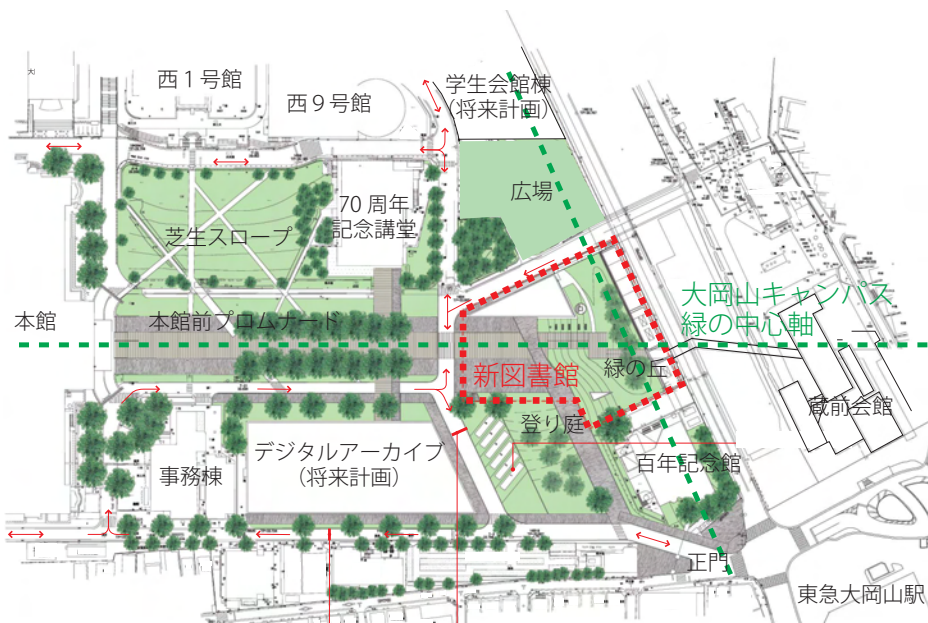 西１号館
西９号館
学生会館棟
（将来計画）
広場
70 周年
記念講堂
芝生スロープ
大岡山キャンパス
緑の中心軸
本館
本館前プロムナード
新図書館
緑の丘
蔵前会館
登り庭
デジタルアーカイブ
（将来計画）
事務棟
百年記念館
正門
東急大岡山駅